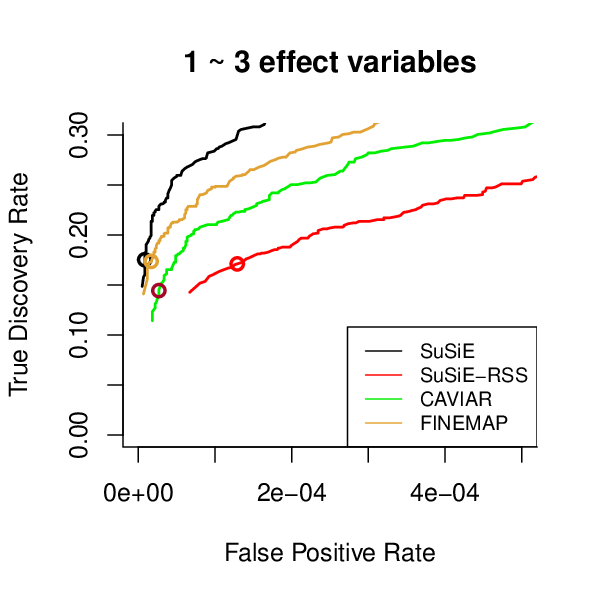 1 ~ 3 effect variables
True Discovery Rate
0.30
0.20
0.10
0.00
SuSiE
SuSiE−RSS
CAVIAR
FINEMAP
0e+00 2e−04 4e−04
False Positive Rate